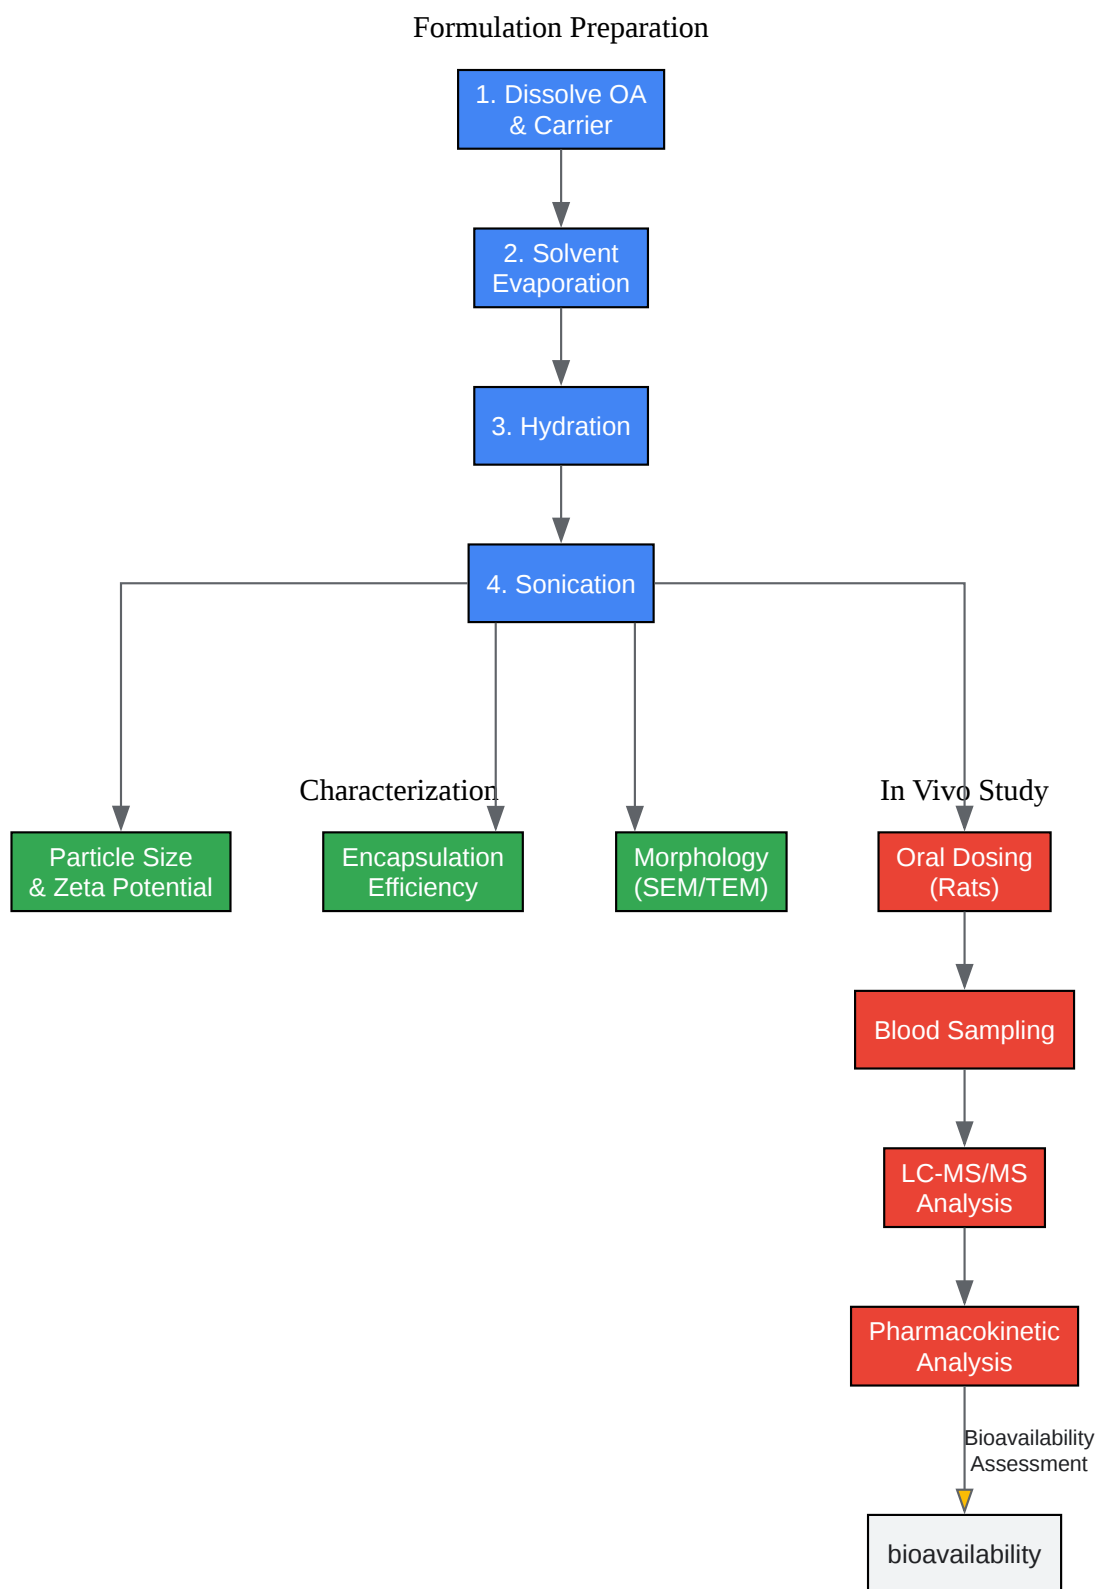 Formulation Preparation
1. Dissolve OA
& Carrier
2. Solvent
Evaporation
3. Hydration
4. Sonication
Characterization
In Vivo Study
Particle Size
& Zeta Potential
Encapsulation
Efficiency
Morphology
(SEM/TEM)
Oral Dosing
(Rats)
Blood Sampling
LC-MS/MS
Analysis
Pharmacokinetic
Analysis
Bioavailability
Assessment
bioavailability